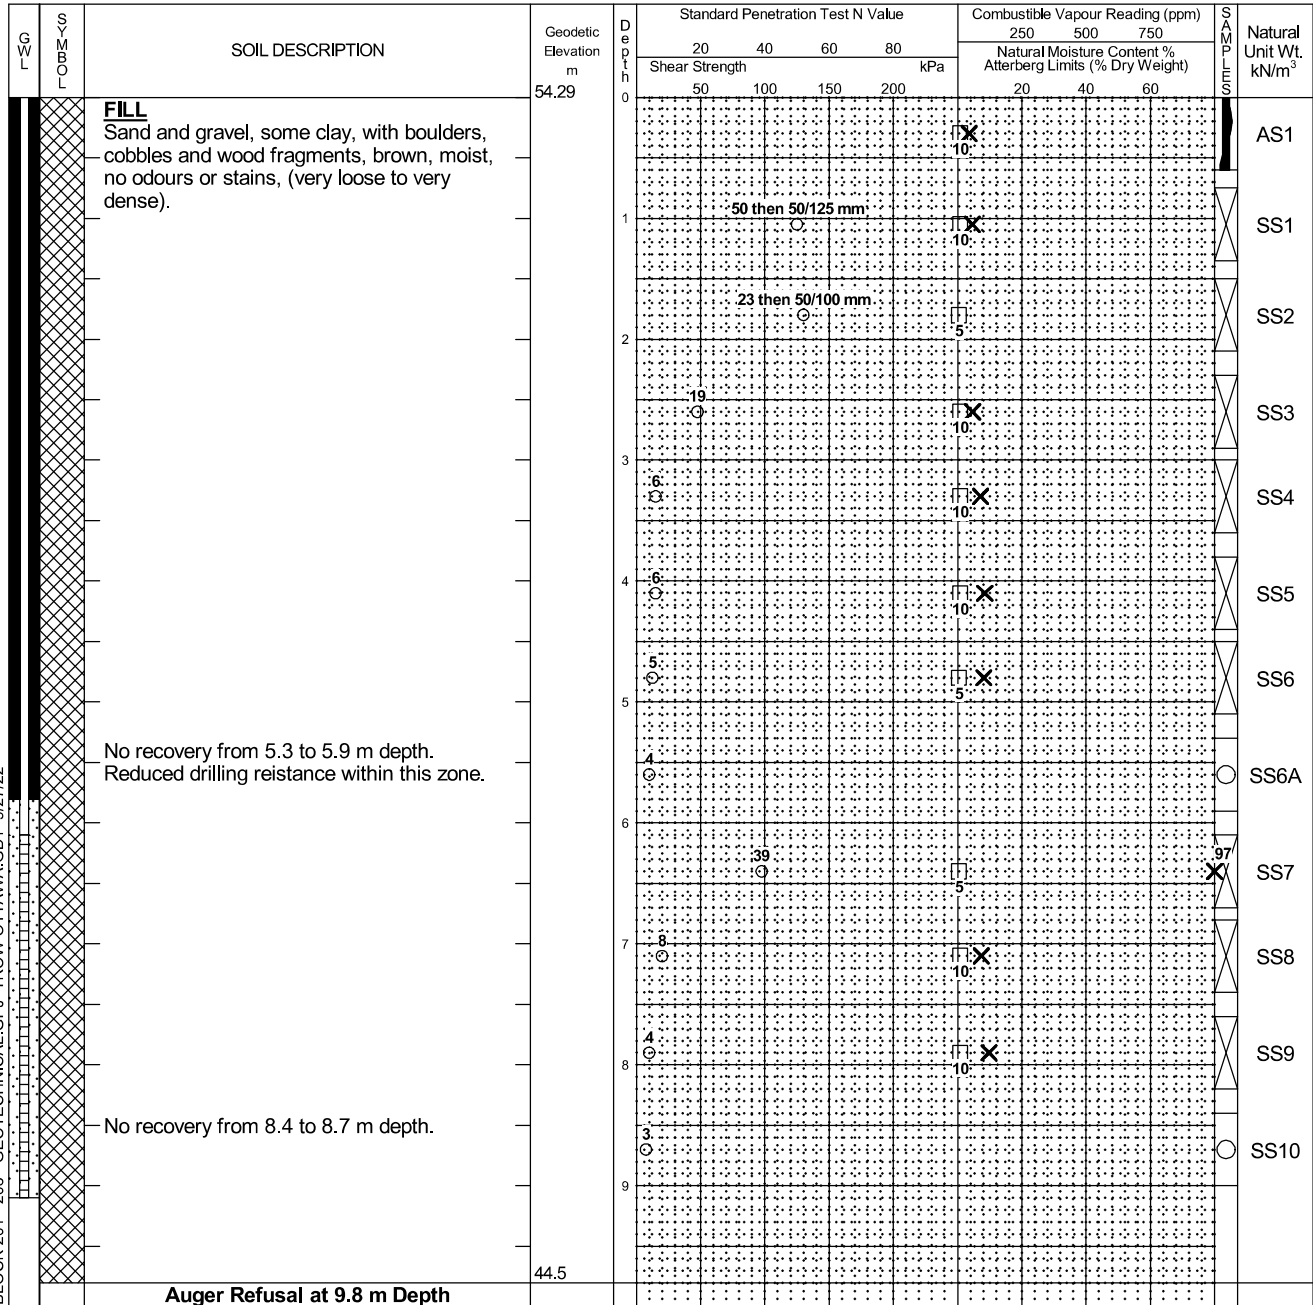 GWL
SYMBOL
SOIL DESCRIPTION
Geodetic
Elevation
m
54.29
Depth
Standard Penetration Test N Value
20 40 60 80
Shear Strength kPa
50 100 150 200
Combustible Vapour Reading (ppm)
250 500 750
Natural Moisture Content %
Atterberg Limits (% Dry Weight)
20 40 60
SAMPLES
Natural
Unit Wt.
kN/m³
0
FILL
Sand and gravel, some clay, with boulders,
cobbles and wood fragments, brown, moist,
no odours or stains, (very loose to very
dense).
10
AS1
1
50 then 50/125 mm
10
SS1
23 then 50/100 mm
5
SS2
2
19
10
SS3
3
6
10
SS4
4
6
10
SS5
5
5
SS6
5
No recovery from 5.3 to 5.9 m depth.
Reduced drilling reistance within this zone.
4
SS6A
6
39
5
97
SS7
7
8
10
SS8
4
10
SS9
8
No recovery from 8.4 to 8.7 m depth.
3
SS10
9
44.5
Auger Refusal at 9.8 m Depth